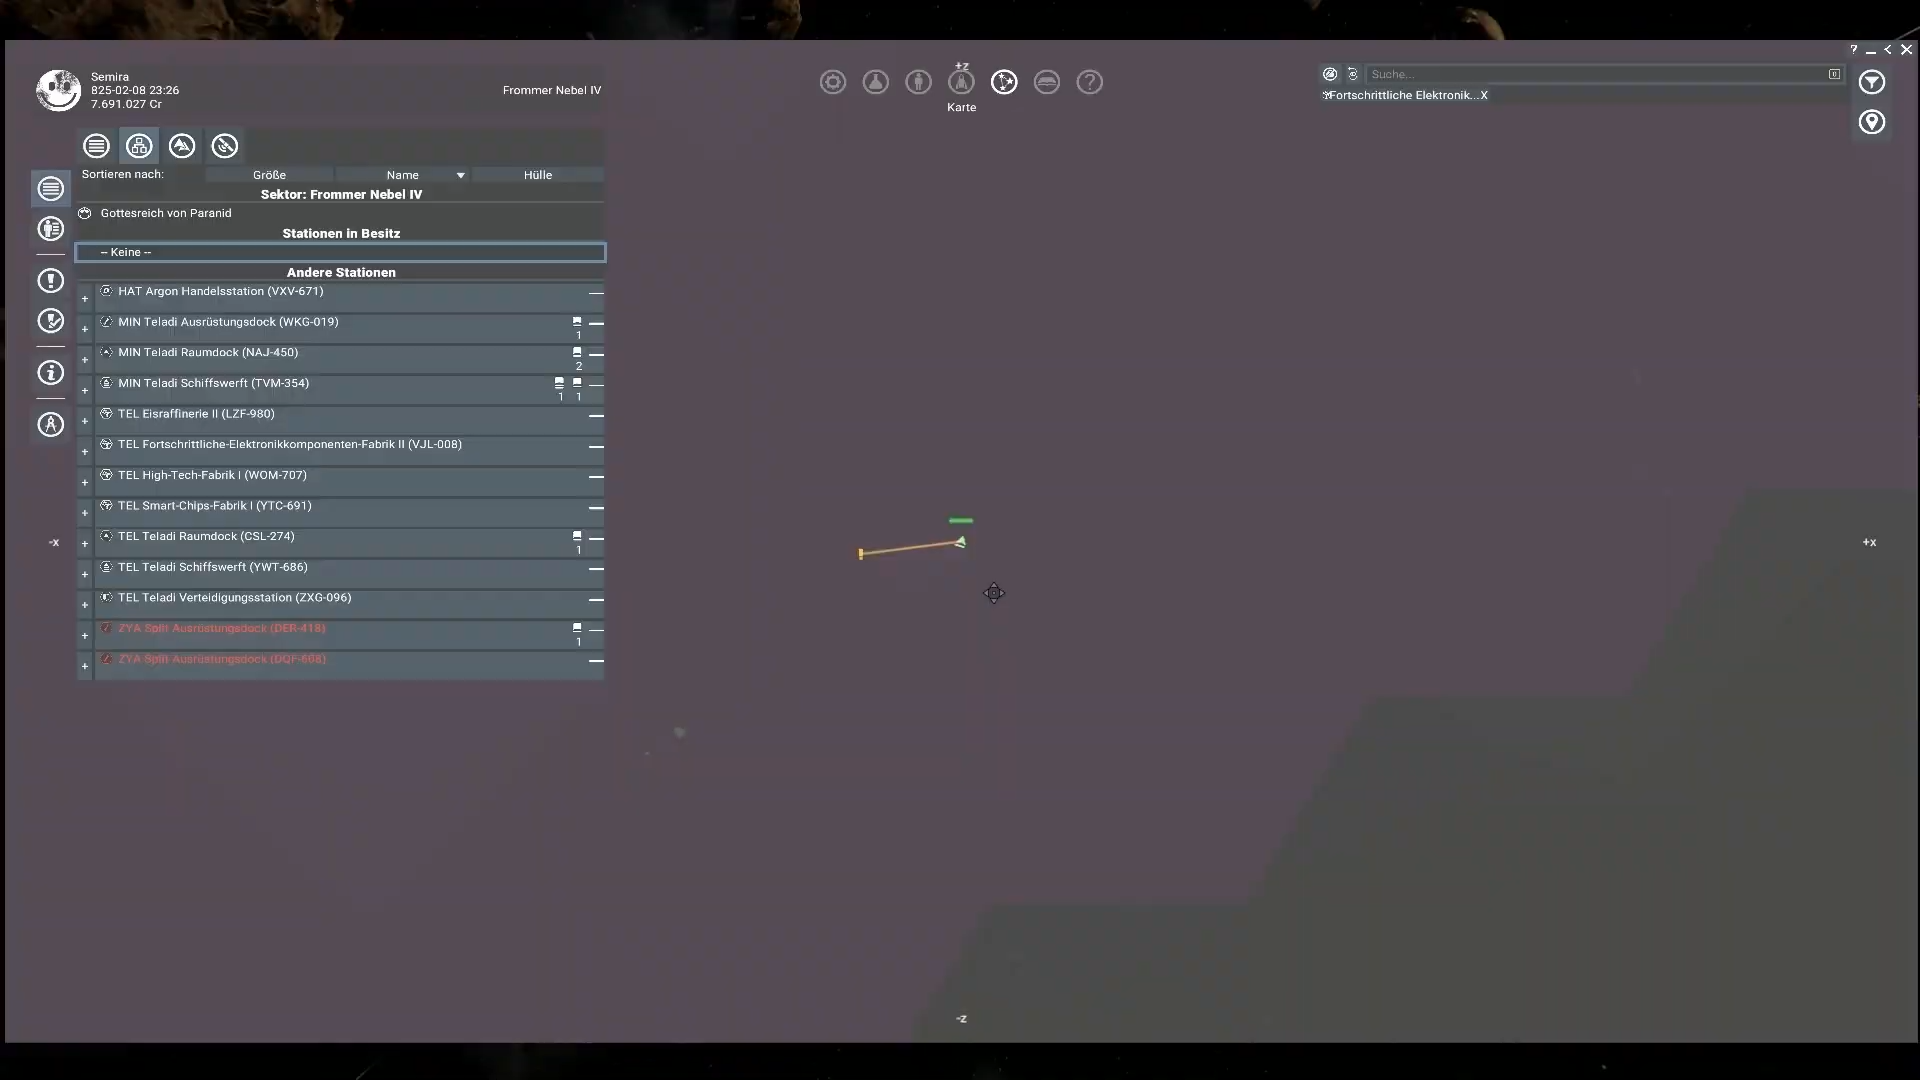 Semira
825-02-08 23:26
7.691.027 Cr
Frommer Nebel IV
+z
Karte
Suche...
Fortschrittliche Elektronik...X
Sortieren nach:
Größe
Name
Hülle
Sektor: Frommer Nebel IV
Gottesreich von Paranid
Stationen in Besitz
-- Keine --
Andere Stationen
+ HAT Argon Handelsstation (VXV-671)
+ MIN Teladi Ausrüstungsdock (WKG-019) 1
+ MIN Teladi Raumdock (NAJ-450) 2
+ MIN Teladi Schiffswerft (TVM-354) 1 1
+ TEL Eisraffinerie II (LZF-980)
+ TEL Fortschrittliche-Elektronikkomponenten-Fabrik II (VJL-008)
+ TEL High-Tech-Fabrik I (WOM-707)
+ TEL Smart-Chips-Fabrik I (YTC-691)
+ TEL Teladi Raumdock (CSL-274) 1
+ TEL Teladi Schiffswerft (YWT-686)
+ TEL Teladi Verteidigungsstation (ZXG-096)
+ ZYA Split Ausrüstungsdock (DER-418) 1
+ ZYA Split Ausrüstungsdock (DQF-608)
-x
+x
-z